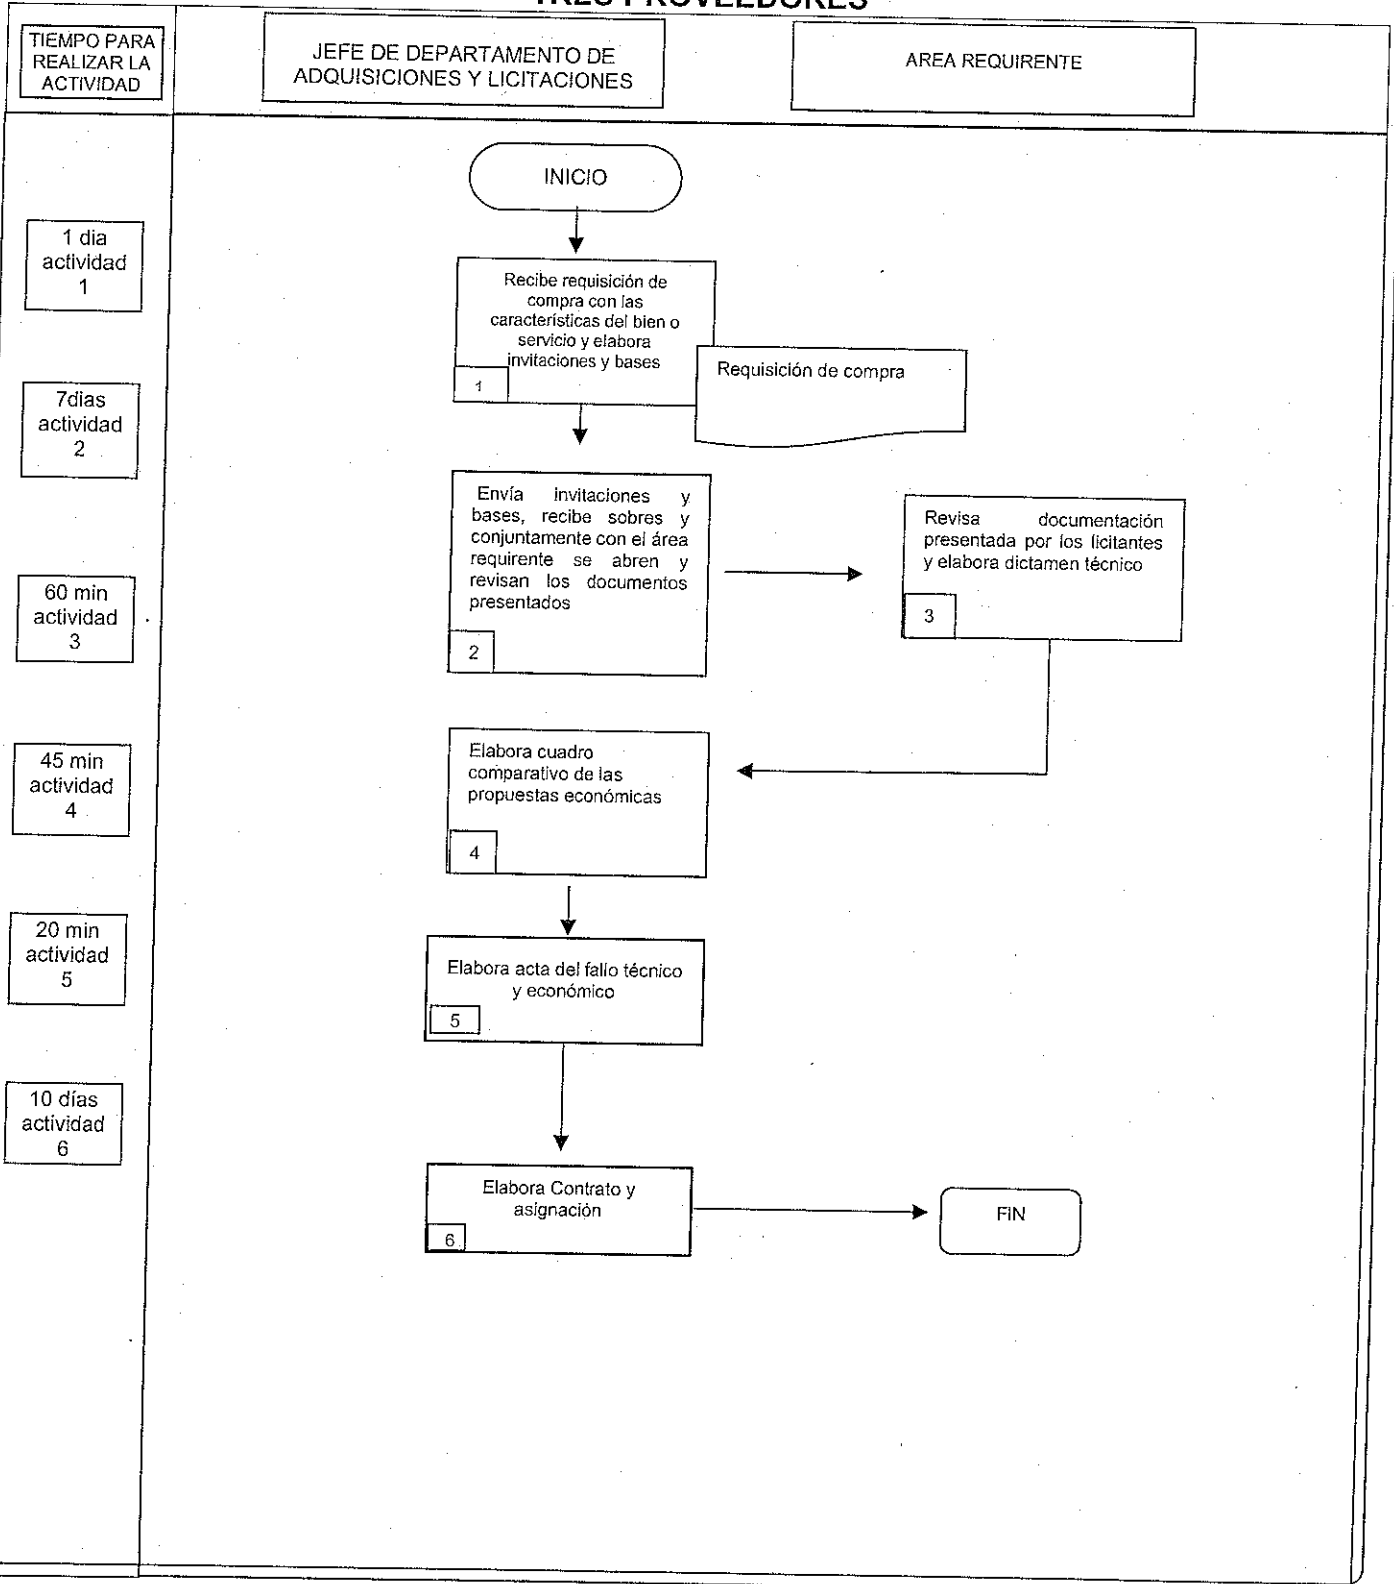 TRES PROVEEDORES
TIEMPO PARA
REALIZAR LA
ACTIVIDAD
JEFE DE DEPARTAMENTO DE
ADQUISICIONES Y LICITACIONES
AREA REQUIRENTE
INICIO
1 dia
actividad
1
Recibe requisición de
compra con las
características del bien o
servicio y elabora
invitaciones y bases
1
Requisición de compra
7dias
actividad
2
Envía invitaciones y
bases, recibe sobres y
conjuntamente con el área
requirente se abren y
revisan los documentos
presentados
2
Revisa documentación
presentada por los licitantes
y elabora dictamen técnico
3
60 min
actividad
3
45 min
actividad
4
Elabora cuadro
comparativo de las
propuestas económicas
4
20 min
actividad
5
Elabora acta del fallo técnico
y económico
5
10 días
actividad
6
Elabora Contrato y
asignación
6
FIN